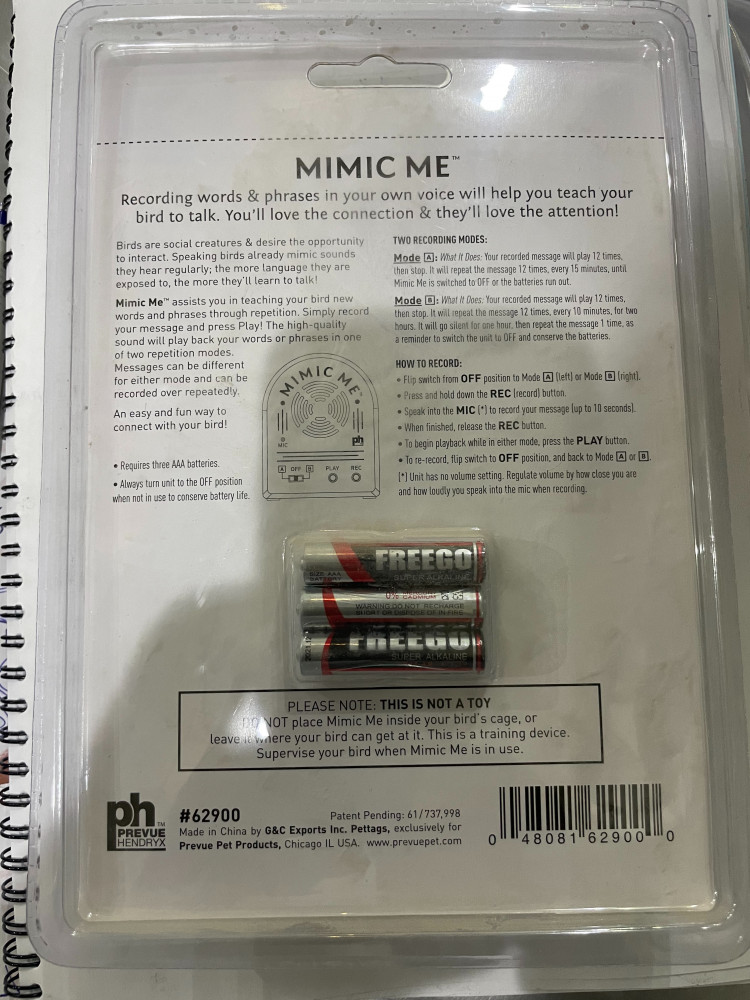 MIMIC ME™
Recording words & phrases in your own voice will help you teach your
bird to talk. You'll love the connection & they'll love the attention!
Birds are social creatures & desire the opportunity
to interact. Speaking birds already mimic sounds
they hear regularly; the more language they are
exposed to, the more they'll learn to talk!
Mimic Me™ assists you in teaching your bird new
words and phrases through repetition. Simply record
your message and press Play! The high-quality
sound will play back your words or phrases in one
of two repetition modes.
Messages can be different
for either mode and can be
recorded over repeatedly.
An easy and fun way to
connect with your bird!
• Requires three AAA batteries.
• Always turn unit to the OFF position
when not in use to conserve battery life.
MIMIC ME™
MIC
ph
A OFF B PLAY REC
TWO RECORDING MODES:
Mode A: What It Does: Your recorded message will play 12 times,
then stop. It will repeat the message 12 times, every 15 minutes, until
Mimic Me is switched to OFF or the batteries run out.
Mode B: What It Does: Your recorded message will play 12 times,
then stop. It will repeat the message 12 times, every 10 minutes, for two
hours. It will go silent for one hour, then repeat the message 1 time, as
a reminder to switch the unit to OFF and conserve the batteries.
HOW TO RECORD:
• Flip switch from OFF position to Mode A (left) or Mode B (right).
• Press and hold down the REC (record) button.
• Speak into the MIC (*) to record your message (up to 10 seconds).
• When finished, release the REC button.
• To begin playback while in either mode, press the PLAY button.
• To re-record, flip switch to OFF position, and back to Mode A or B.
(*) Unit has no volume setting. Regulate volume by how close you are
and how loudly you speak into the mic when recording.
FREEGO
SIZE AAA
BATTERY
SUPER ALKALINE
0% CADMIUM
WARNING:DO NOT RECHARGE
OR DISPOSE OF IN FIRE
FREEGO
SUPER ALKALINE
PLEASE NOTE: THIS IS NOT A TOY
DO NOT place Mimic Me inside your bird's cage, or
leave it where your bird can get at it. This is a training device.
Supervise your bird when Mimic Me is in use.
ph™
PREVUE
HENDRYX
#62900
Patent Pending: 61/737,998
Made in China by G&C Exports Inc. Pettags, exclusively for
Prevue Pet Products, Chicago IL USA. www.prevuepet.com
0 48081 62900 0